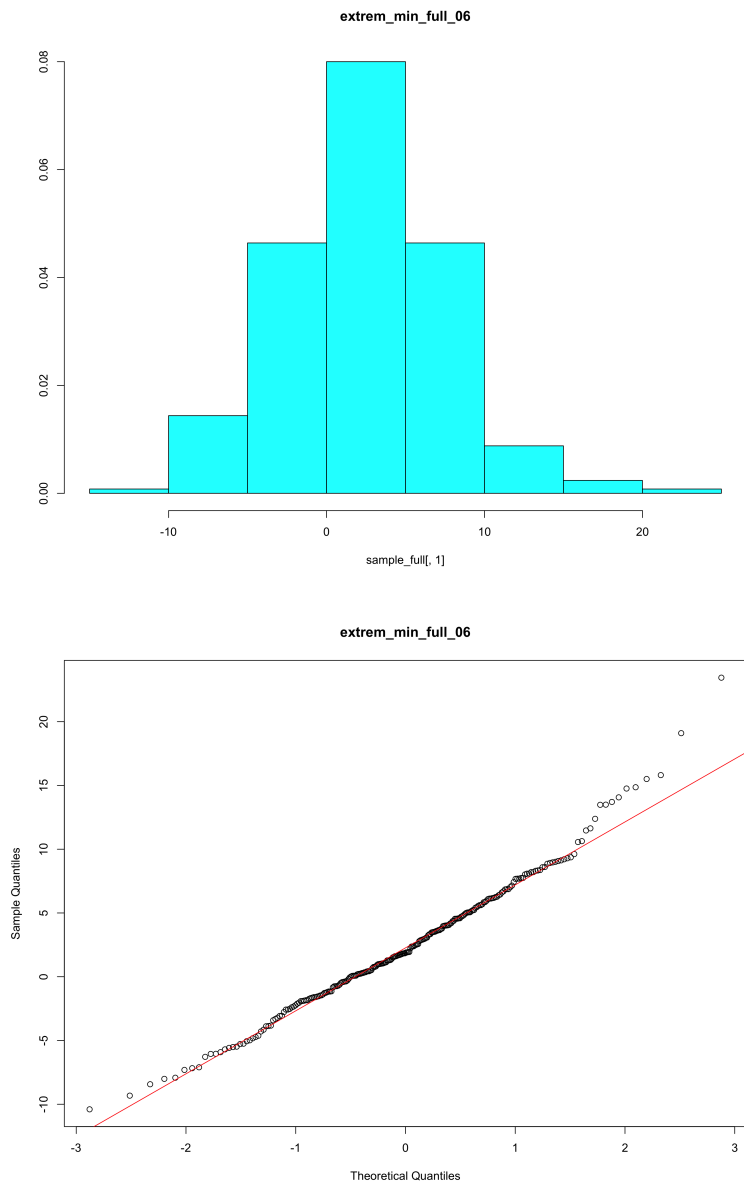 extrem_min_full_06
0.08
0.06
0.04
0.02
0.00
-10 0 10 20
sample_full[, 1]
extrem_min_full_06
Sample Quantiles
20
15
10
5
0
-5
-10
-3 -2 -1 0 1 2 3
Theoretical Quantiles